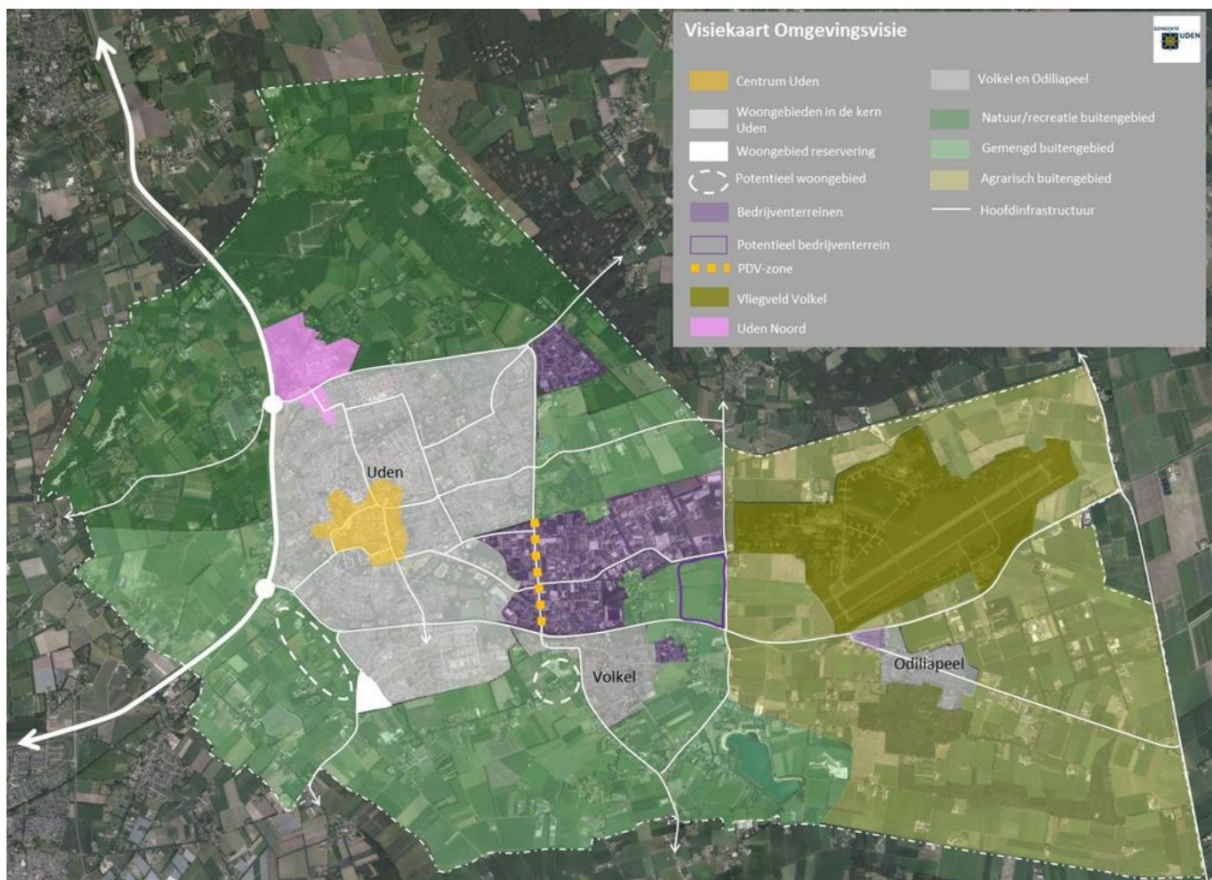 Visiekaart Omgevingsvisie
GEMEENTE
UDEN
Centrum Uden
Woongebieden in de kern
Uden
Woongebied reservering
Potentieel woongebied
Bedrijventerreinen
Potentieel bedrijventerrein
PDV-zone
Vliegveld Volkel
Uden Noord
Volkel en Odiliapeel
Natuur/recreatie buitengebied
Gemengd buitengebied
Agrarisch buitengebied
Hoofdinfrastructuur
Uden
Volkel
Odiliapeel